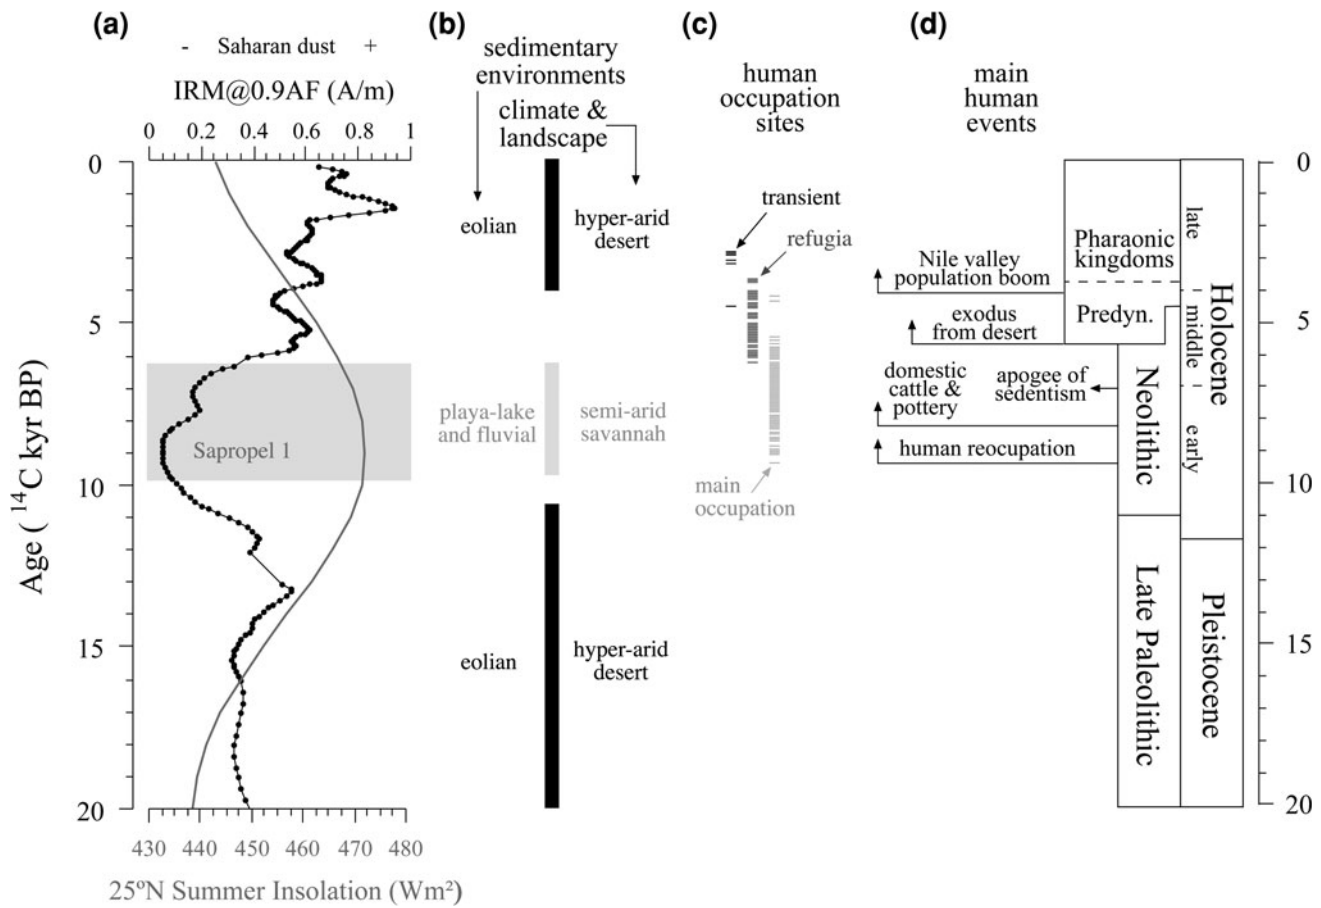 (a)
- Saharan dust +
IRM@0.9AF (A/m)
0 0.2 0.4 0.6 0.8 1
0
5
10
15
20
Age ( ¹⁴C kyr BP)
Sapropel 1
430 440 460 460 470 480
25ºN Summer Insolation (Wm²)
(b)
sedimentary
environments
climate &
landscape
eolian
hyper-arid
desert
playa-lake
and fluvial
semi-arid
savannah
eolian
hyper-arid
desert
(c)
human
occupation
sites
transient
refugia
main
occupation
(d)
main
human
events
Nile valley
population boom
exodus
from desert
domestic
cattle &
pottery
apogee of
sedentism
human reocupation
Pharaonic
kingdoms
Predyn.
Neolithic
Late Paleolithic
late
middle
early
Holocene
Pleistocene
0
5
10
15
20